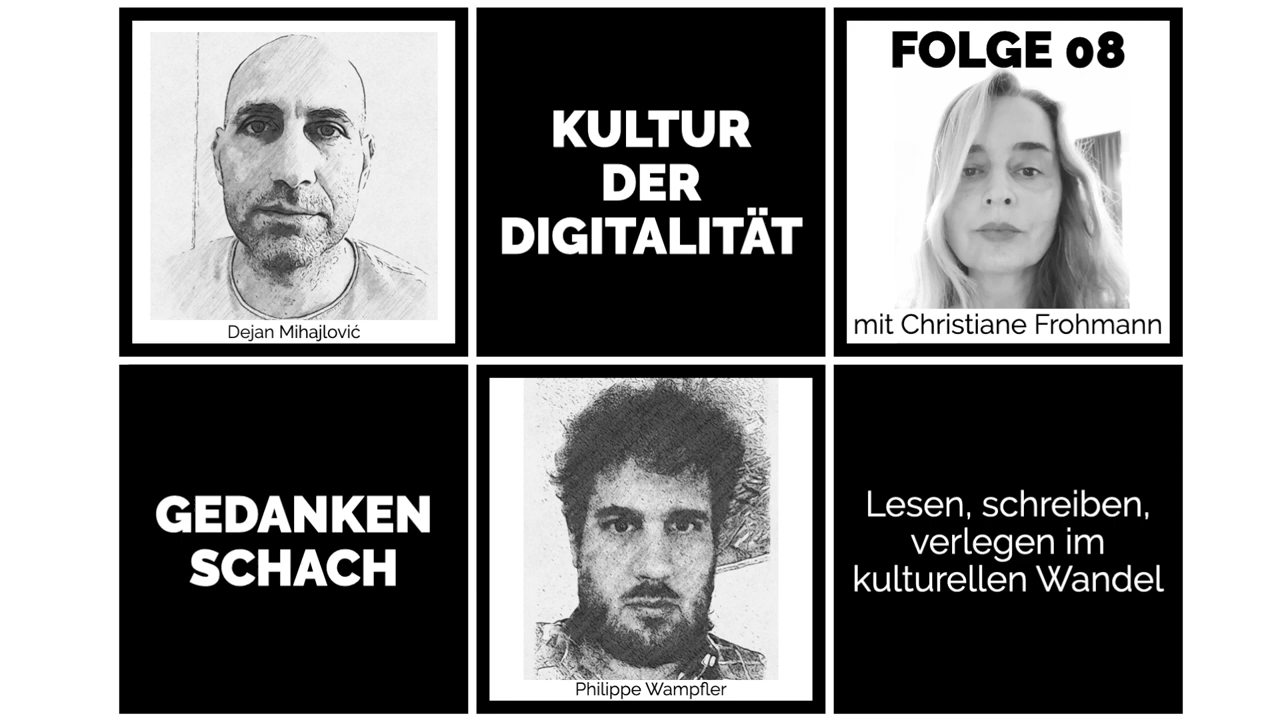 Dejan Mihajlović
KULTUR
DER
DIGITALITÄT
FOLGE 08
mit Christiane Frohmann
GEDANKEN
SCHACH
Philippe Wampfler
Lesen, schreiben,
verlegen im
kulturellen Wandel